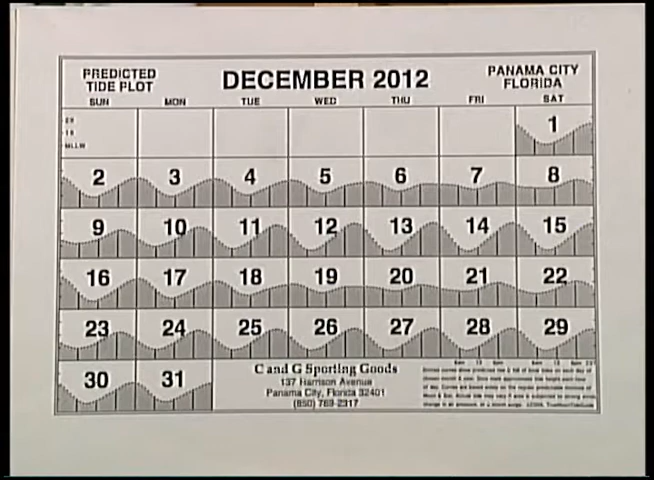 PREDICTED
TIDE PLOT
DECEMBER 2012
PANAMA CITY
FLORIDA
SUN MON TUE WED THU FRI SAT
MLLW
1
2 3 4 5 6 7 8
9 10 11 12 13 14 15
16 17 18 19 20 21 22
23 24 25 26 27 28 29
30 31
C and G Sporting Goods
137 Harrison Avenue
Panama City, Florida 32401
(850) 769-2317